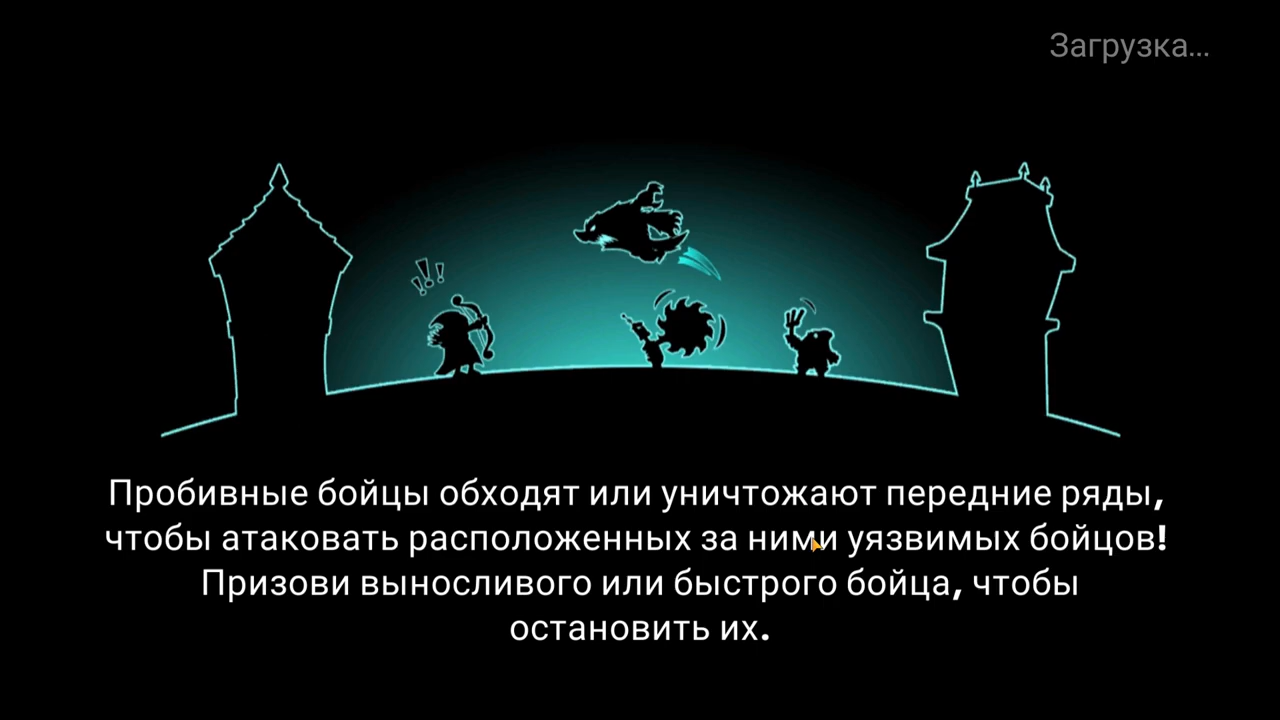 Загрузка...
Пробивные бойцы обходят или уничтожают передние ряды,
чтобы атаковать расположенных за ними уязвимых бойцов!
Призови выносливого или быстрого бойца, чтобы
остановить их.